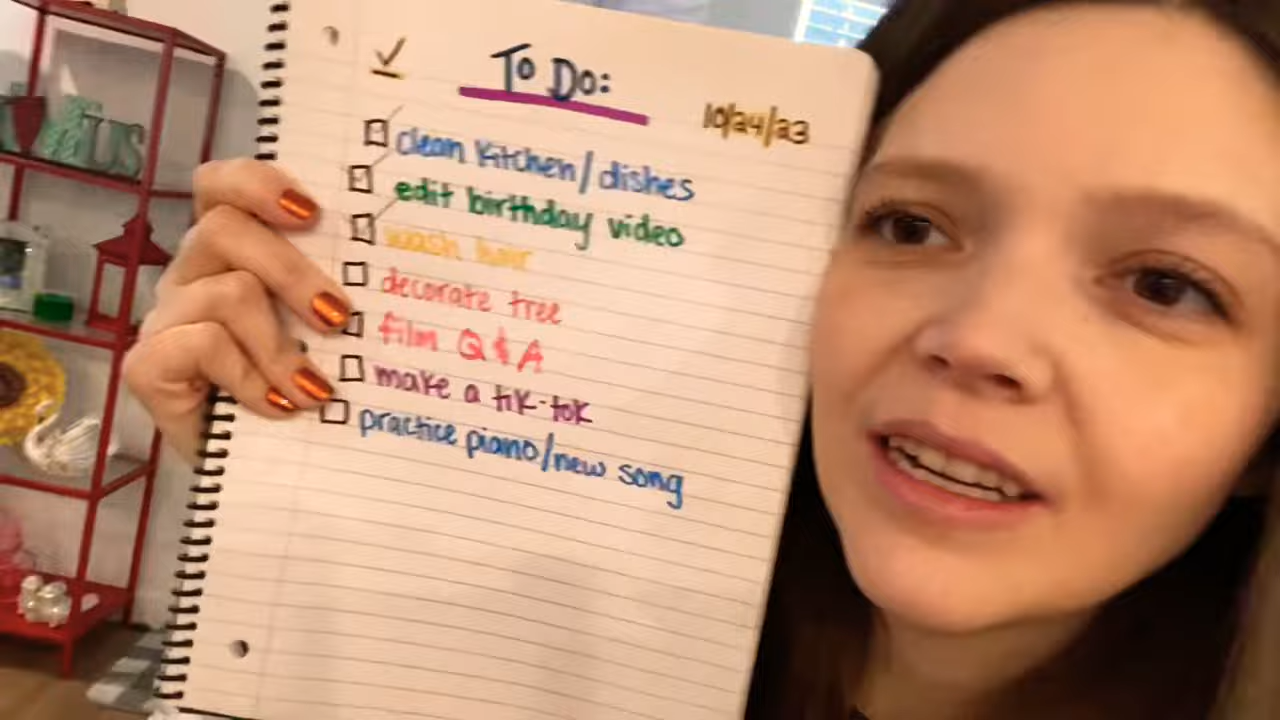 To Do:
10/24/23
clean kitchen/dishes
edit birthday video
wash hair
decorate tree
film Q & A
make a tik-tok
practice piano/new song
US